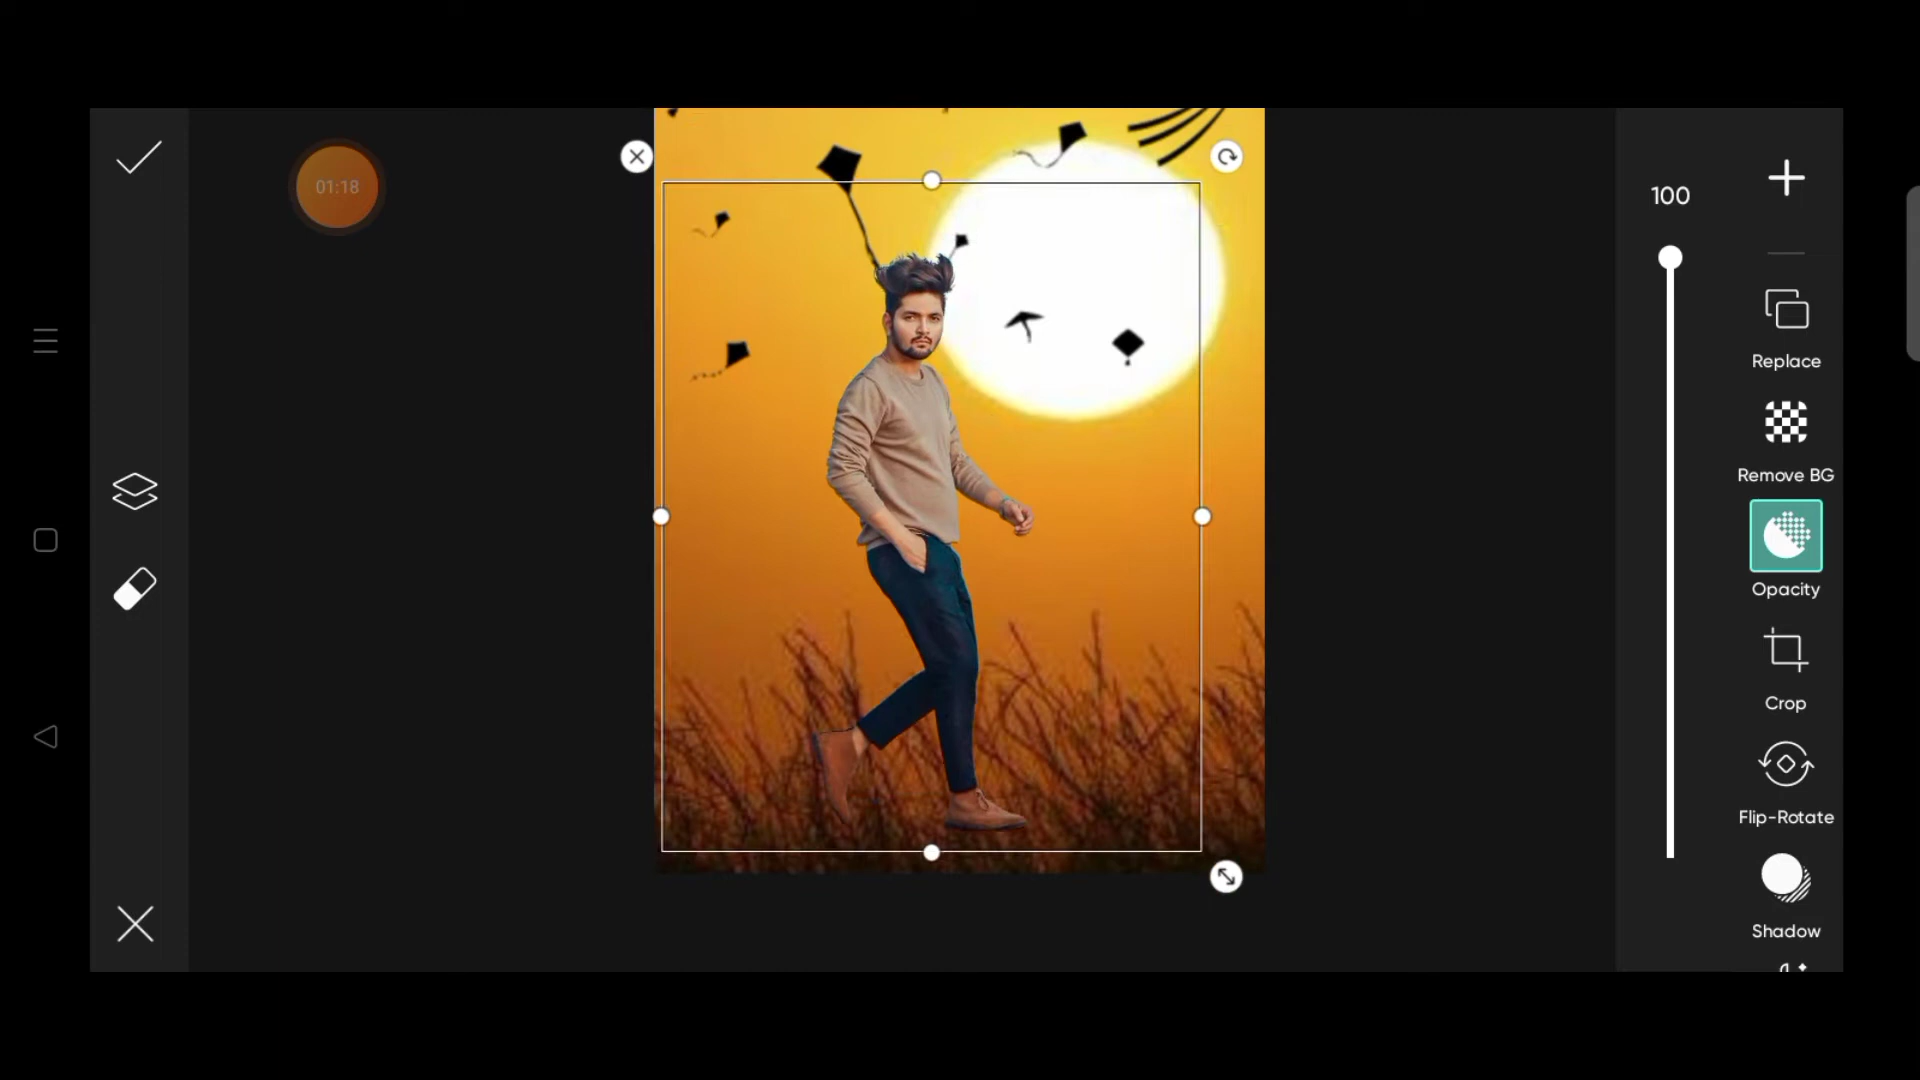 01:18
100
Replace
Remove BG
Opacity
Crop
Flip-Rotate
Shadow